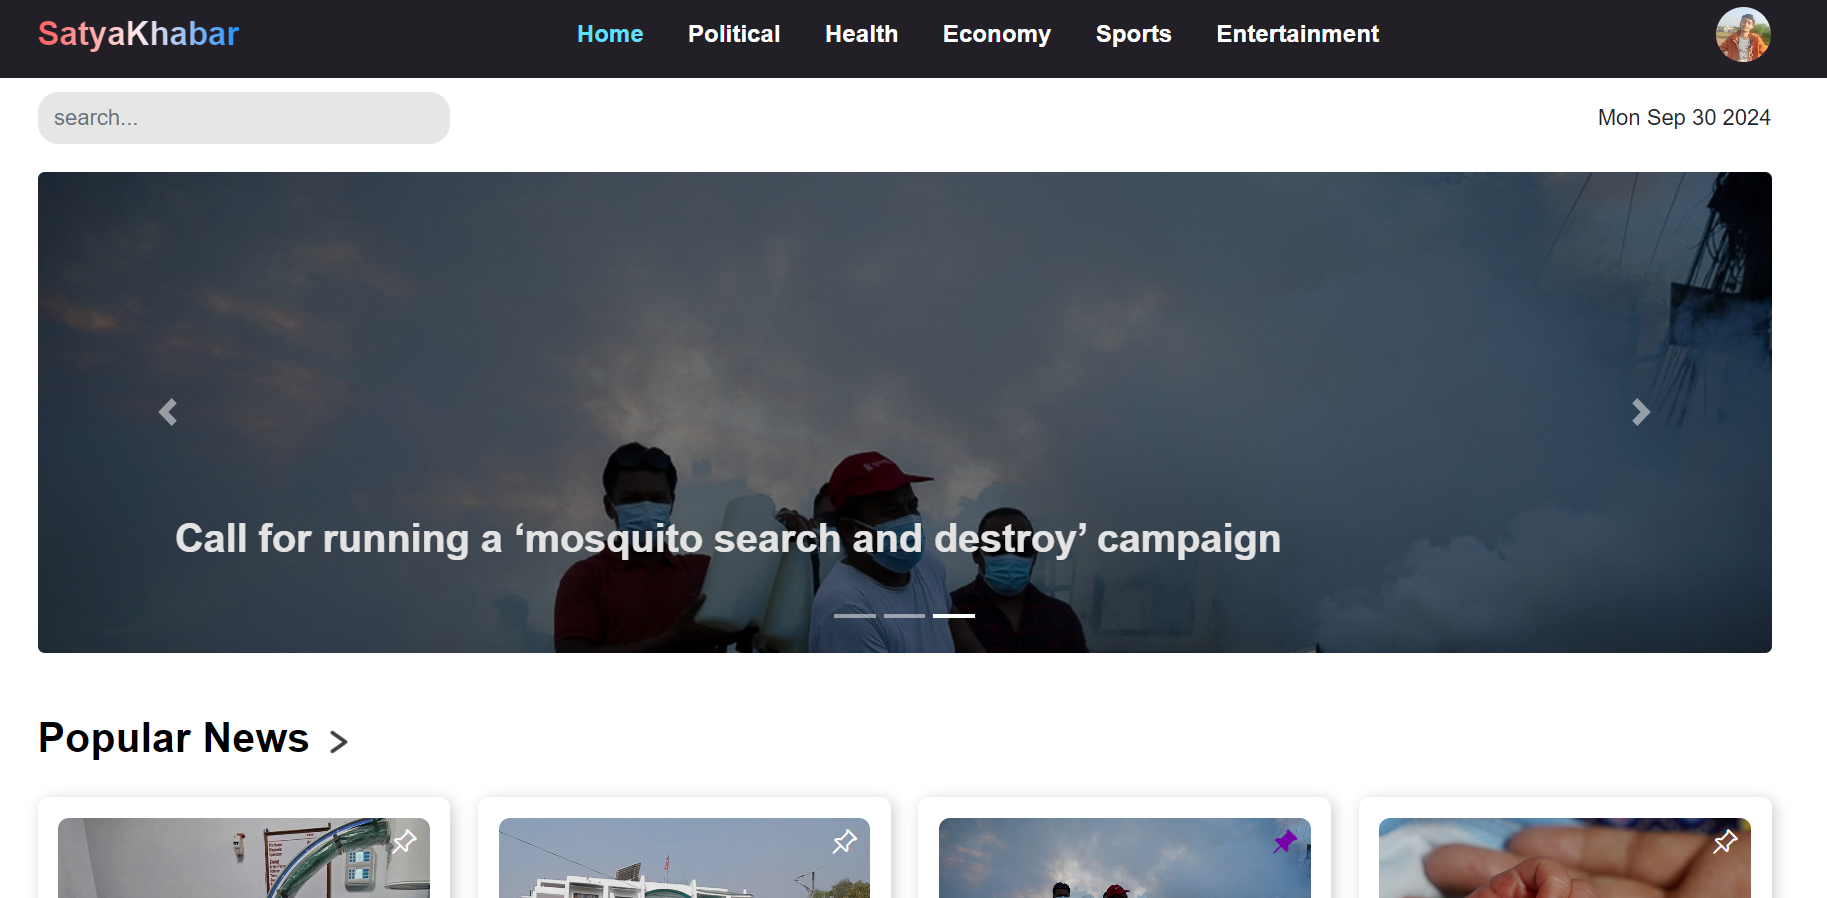 SatyaKhabar
Home Political Health Economy Sports Entertainment
search...
Mon Sep 30 2024
Call for running a ‘mosquito search and destroy’ campaign
Popular News >